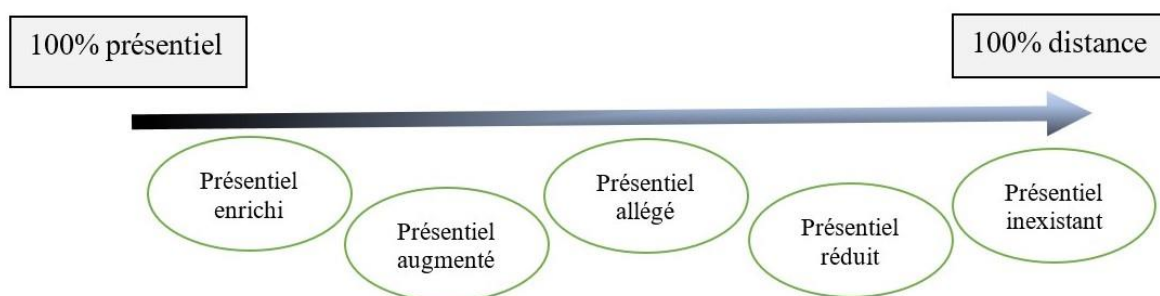 100% présentiel
100% distance
Présentiel
enrichi
Présentiel
augmenté
Présentiel
allégé
Présentiel
réduit
Présentiel
inexistant